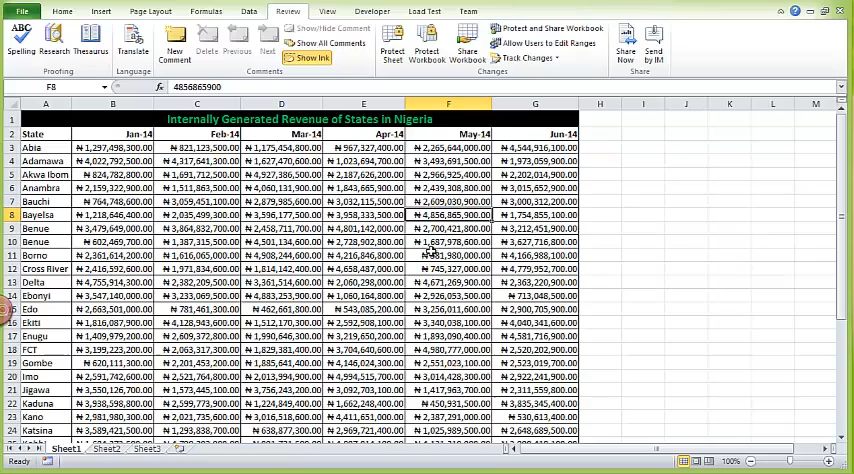 File Home Insert Page Layout Formulas Data Review View Developer Load Test Team
ABC
Spelling Research Thesaurus Translate New Comment Delete Previous Next Show/Hide Comment Show All Comments Show Ink Protect Sheet Protect Workbook Share Workbook Protect and Share Workbook Allow Users to Edit Ranges Track Changes Share Now Send by IM
Proofing Language Comments Changes Share
F8 fx 4856865900
A B C D E F G H I J K L M
1 Internally Generated Revenue of States in Nigeria
2 State Jan-14 Feb-14 Mar-14 Apr-14 May-14 Jun-14
3 Abia ₦ 1,297,498,300.00 ₦ 821,123,500.00 ₦ 1,175,454,800.00 ₦ 967,327,400.00 ₦ 2,265,644,000.00 ₦ 4,544,916,100.00
4 Adamawa ₦ 4,022,792,500.00 ₦ 4,317,641,300.00 ₦ 1,627,470,600.00 ₦ 1,023,694,700.00 ₦ 3,493,691,500.00 ₦ 1,973,059,900.00
5 Akwa Ibom ₦ 824,782,800.00 ₦ 1,691,712,500.00 ₦ 4,927,386,500.00 ₦ 2,187,626,200.00 ₦ 2,966,925,400.00 ₦ 2,202,014,900.00
6 Anambra ₦ 2,159,322,900.00 ₦ 1,511,863,500.00 ₦ 4,060,131,900.00 ₦ 1,843,665,900.00 ₦ 2,439,308,800.00 ₦ 3,015,652,900.00
7 Bauchi ₦ 764,748,600.00 ₦ 3,059,451,100.00 ₦ 2,879,985,600.00 ₦ 3,032,115,500.00 ₦ 2,609,030,900.00 ₦ 3,000,312,200.00
8 Bayelsa ₦ 1,218,646,400.00 ₦ 2,035,499,300.00 ₦ 3,596,177,500.00 ₦ 3,958,333,500.00 ₦ 4,856,865,900.00 ₦ 1,754,855,100.00
9 Benue ₦ 3,479,649,000.00 ₦ 3,864,832,700.00 ₦ 2,458,711,700.00 ₦ 4,801,142,000.00 ₦ 2,700,421,800.00 ₦ 3,212,451,900.00
10 Benue ₦ 602,469,700.00 ₦ 1,387,315,500.00 ₦ 4,501,134,600.00 ₦ 2,728,902,800.00 ₦ 1,687,978,600.00 ₦ 3,627,716,800.00
11 Borno ₦ 2,361,614,200.00 ₦ 1,616,065,000.00 ₦ 4,908,244,600.00 ₦ 4,216,846,800.00 ₦ 4,166,988,100.00
12 Cross River ₦ 2,416,592,600.00 ₦ 1,971,834,600.00 ₦ 1,814,142,400.00 ₦ 4,658,487,000.00 ₦ 745,327,000.00 ₦ 4,779,952,700.00
13 Delta ₦ 4,755,914,300.00 ₦ 2,382,209,500.00 ₦ 3,361,514,600.00 ₦ 2,060,298,000.00 ₦ 4,671,269,900.00 ₦ 2,363,220,900.00
14 Ebonyi ₦ 3,547,140,000.00 ₦ 3,233,069,500.00 ₦ 4,883,253,900.00 ₦ 1,060,164,800.00 ₦ 2,926,053,500.00 ₦ 713,048,500.00
Edo ₦ 2,663,501,000.00 ₦ 781,461,300.00 ₦ 462,661,800.00 ₦ 543,085,200.00 ₦ 3,256,011,600.00 ₦ 2,900,705,900.00
16 Ekiti ₦ 1,816,087,900.00 ₦ 4,128,943,600.00 ₦ 1,512,170,300.00 ₦ 2,592,908,100.00 ₦ 3,340,038,100.00 ₦ 4,040,341,600.00
17 Enugu ₦ 1,409,979,200.00 ₦ 2,609,372,800.00 ₦ 1,990,646,300.00 ₦ 3,219,650,200.00 ₦ 1,893,090,400.00 ₦ 4,581,716,900.00
18 FCT ₦ 3,199,223,200.00 ₦ 2,063,317,300.00 ₦ 1,829,381,400.00 ₦ 3,704,640,600.00 ₦ 4,980,777,000.00 ₦ 2,520,202,900.00
19 Gombe ₦ 620,111,300.00 ₦ 2,201,453,200.00 ₦ 1,885,641,400.00 ₦ 4,146,024,300.00 ₦ 2,551,023,100.00 ₦ 2,523,019,700.00
20 Imo ₦ 2,591,742,600.00 ₦ 2,521,764,800.00 ₦ 2,013,994,900.00 ₦ 4,994,515,700.00 ₦ 3,014,428,300.00 ₦ 2,922,241,900.00
21 Jigawa ₦ 3,550,126,700.00 ₦ 1,573,445,100.00 ₦ 3,756,243,200.00 ₦ 3,092,703,100.00 ₦ 1,417,963,700.00 ₦ 2,311,559,800.00
22 Kaduna ₦ 3,938,598,800.00 ₦ 2,599,773,900.00 ₦ 1,224,849,400.00 ₦ 1,662,248,400.00 ₦ 450,931,500.00 ₦ 3,835,345,400.00
23 Kano ₦ 2,981,980,300.00 ₦ 2,021,735,600.00 ₦ 3,016,518,600.00 ₦ 4,411,651,000.00 ₦ 2,387,291,000.00 ₦ 530,613,400.00
24 Katsina ₦ 3,589,421,500.00 ₦ 1,293,838,700.00 ₦ 638,877,300.00 ₦ 2,964,721,400.00 ₦ 1,025,989,500.00 ₦ 2,648,689,500.00
Sheet1 Sheet2 Sheet3
Ready 100%